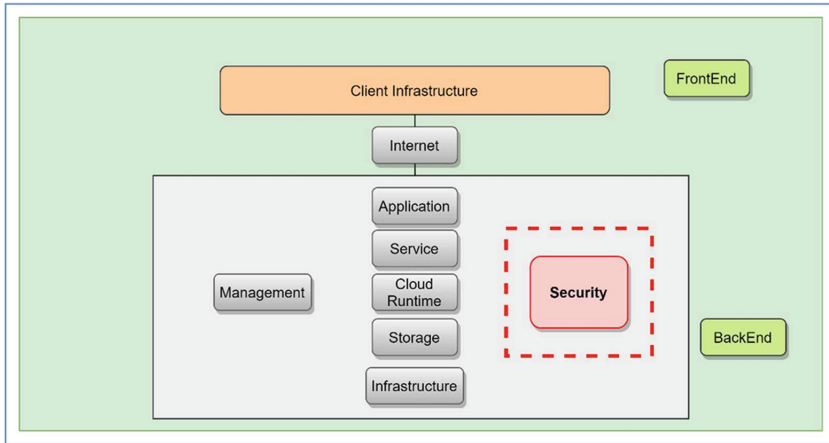 Client Infrastructure
FrontEnd
Internet
Application
Service
Management
Cloud
Runtime
Security
Storage
BackEnd
Infrastructure